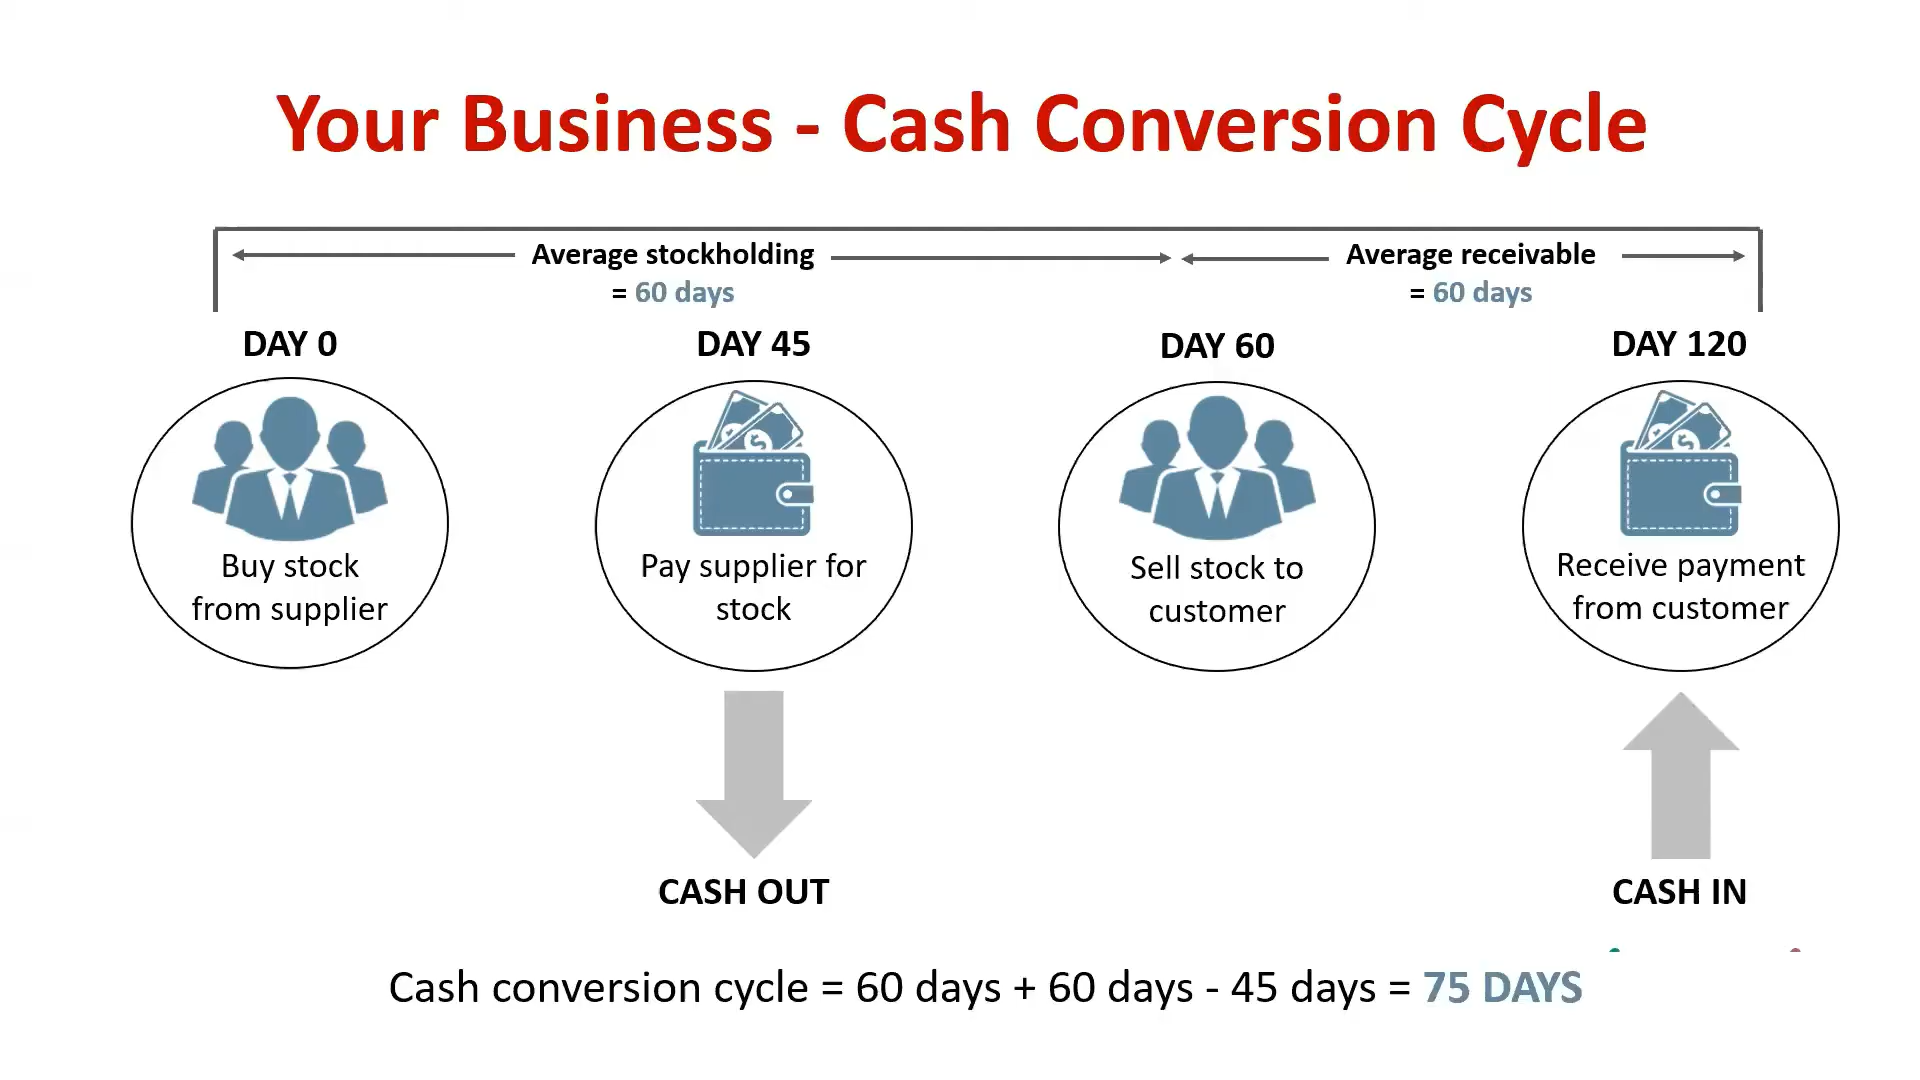 Your Business - Cash Conversion Cycle
Average stockholding
= 60 days
Average receivable
= 60 days
DAY 0
DAY 45
DAY 60
DAY 120
Buy stock
from supplier
Pay supplier for
stock
Sell stock to
customer
Receive payment
from customer
CASH OUT
CASH IN
Cash conversion cycle = 60 days + 60 days - 45 days = 75 DAYS